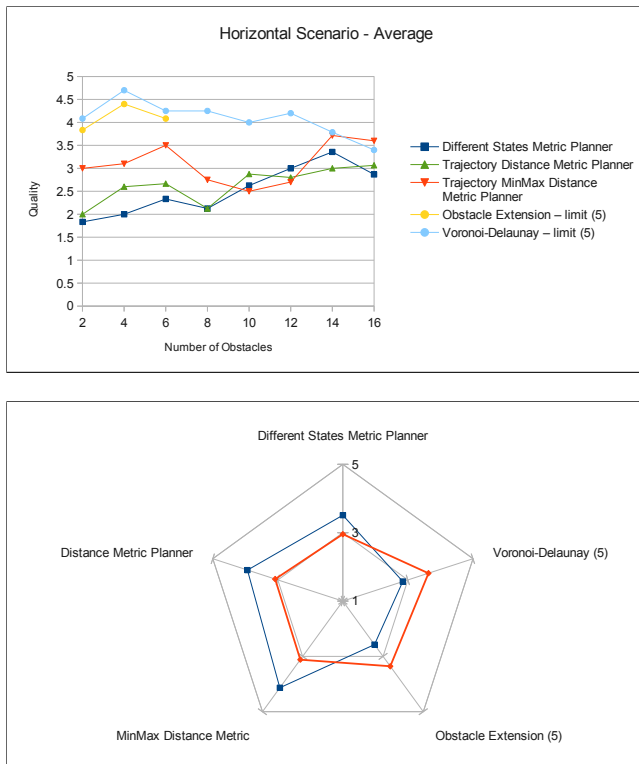 Horizontal Scenario - Average
5
4.5
4
3.5
3
2.5
2
1.5
1
0.5
0
Quality
2 4 6 8 10 12 14 16
Number of Obstacles
Different States Metric Planner
Trajectory Distance Metric Planner
Trajectory MinMax Distance
Metric Planner
Obstacle Extension – limit (5)
Voronoi-Delaunay – limit (5)
Different States Metric Planner
5
3
1
Distance Metric Planner
Voronoi-Delaunay (5)
MinMax Distance Metric
Obstacle Extension (5)